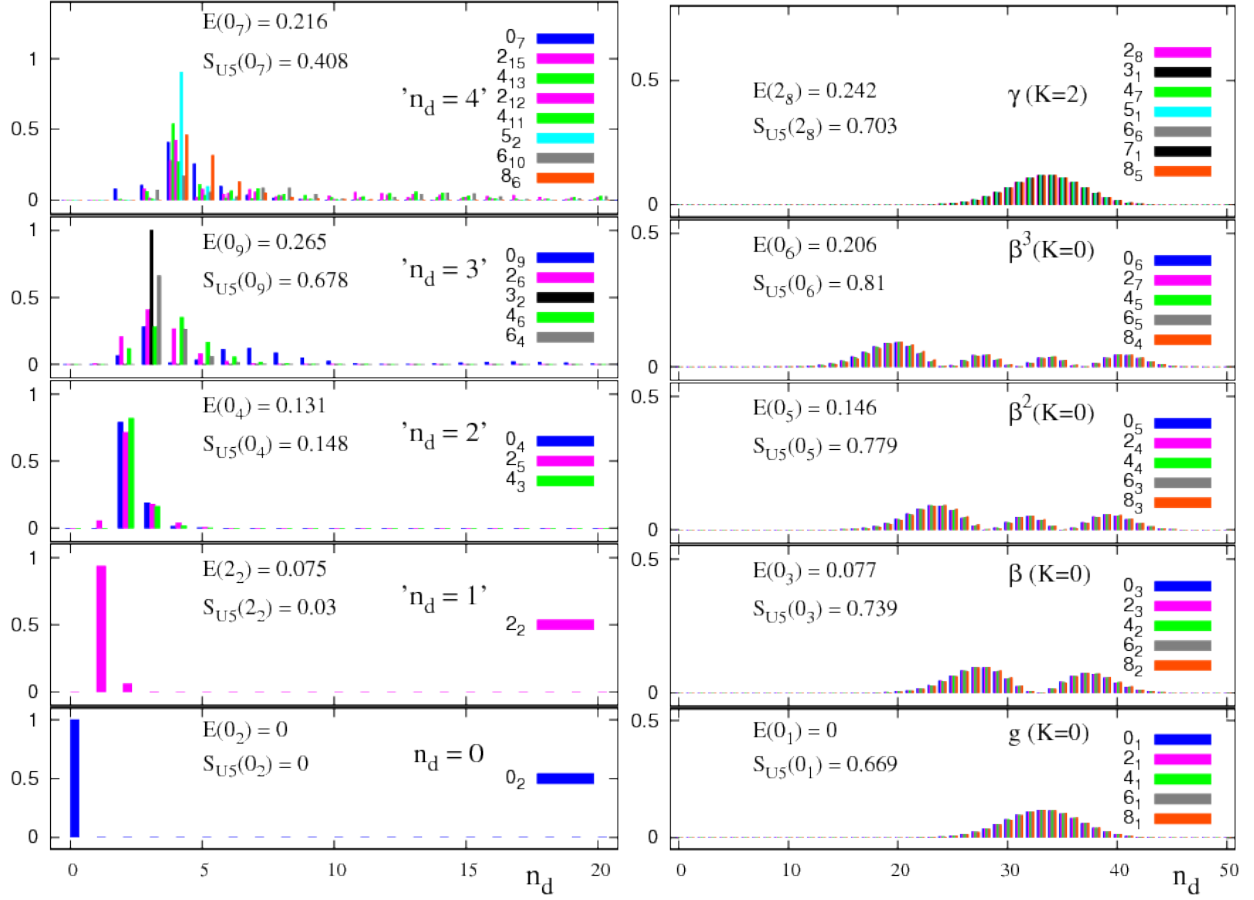 E(0₇) = 0.216
S_U5(0₇) = 0.408
'n_d = 4'
0₇
2₁₅
4₁₃
2₁₂
4₁₁
5₂
6₁₀
8₆
1
0.5
0
E(0₉) = 0.265
S_U5(0₉) = 0.678
'n_d = 3'
0₉
2₆
3₂
4₆
6₄
1
0.5
0
E(0₄) = 0.131
S_U5(0₄) = 0.148
'n_d = 2'
0₄
2₅
4₃
1
0.5
0
E(2₂) = 0.075
S_U5(2₂) = 0.03
'n_d = 1'
2₂
1
0.5
0
E(0₂) = 0
S_U5(0₂) = 0
n_d = 0
0₂
1
0.5
0
0 5 10 15 20
n_d
E(2₈) = 0.242
S_U5(2₈) = 0.703
γ (K=2)
2₈
3₁
4₇
5₁
6₆
7₁
8₅
0.5
0
E(0₆) = 0.206
S_U5(0₆) = 0.81
β³(K=0)
0₆
2₇
4₅
6₅
8₄
0.5
0
E(0₅) = 0.146
S_U5(0₅) = 0.779
β²(K=0)
0₅
2₄
4₄
6₃
8₃
0.5
0
E(0₃) = 0.077
S_U5(0₃) = 0.739
β (K=0)
0₃
2₃
4₂
6₂
8₂
0.5
0
E(0₁) = 0
S_U5(0₁) = 0.669
g (K=0)
0₁
2₁
4₁
6₁
8₁
0.5
0
0 10 20 30 40 50
n_d